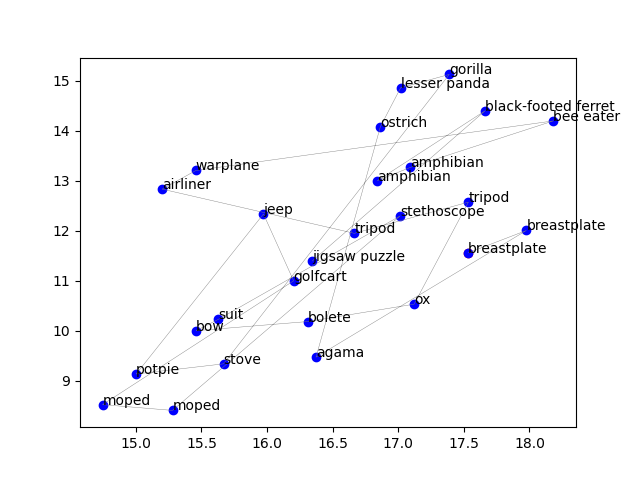 gorilla
lesser panda
black-footed ferret
bee eater
ostrich
amphibian
warplane
amphibian
airliner
tripod
jeep
stethoscope
tripod
breastplate
breastplate
jigsaw puzzle
golfcart
ox
suit
bow
bolete
agama
stove
potpie
moped
moped
15
14
13
12
11
10
9
15.0 15.5 16.0 16.5 17.0 17.5 18.0